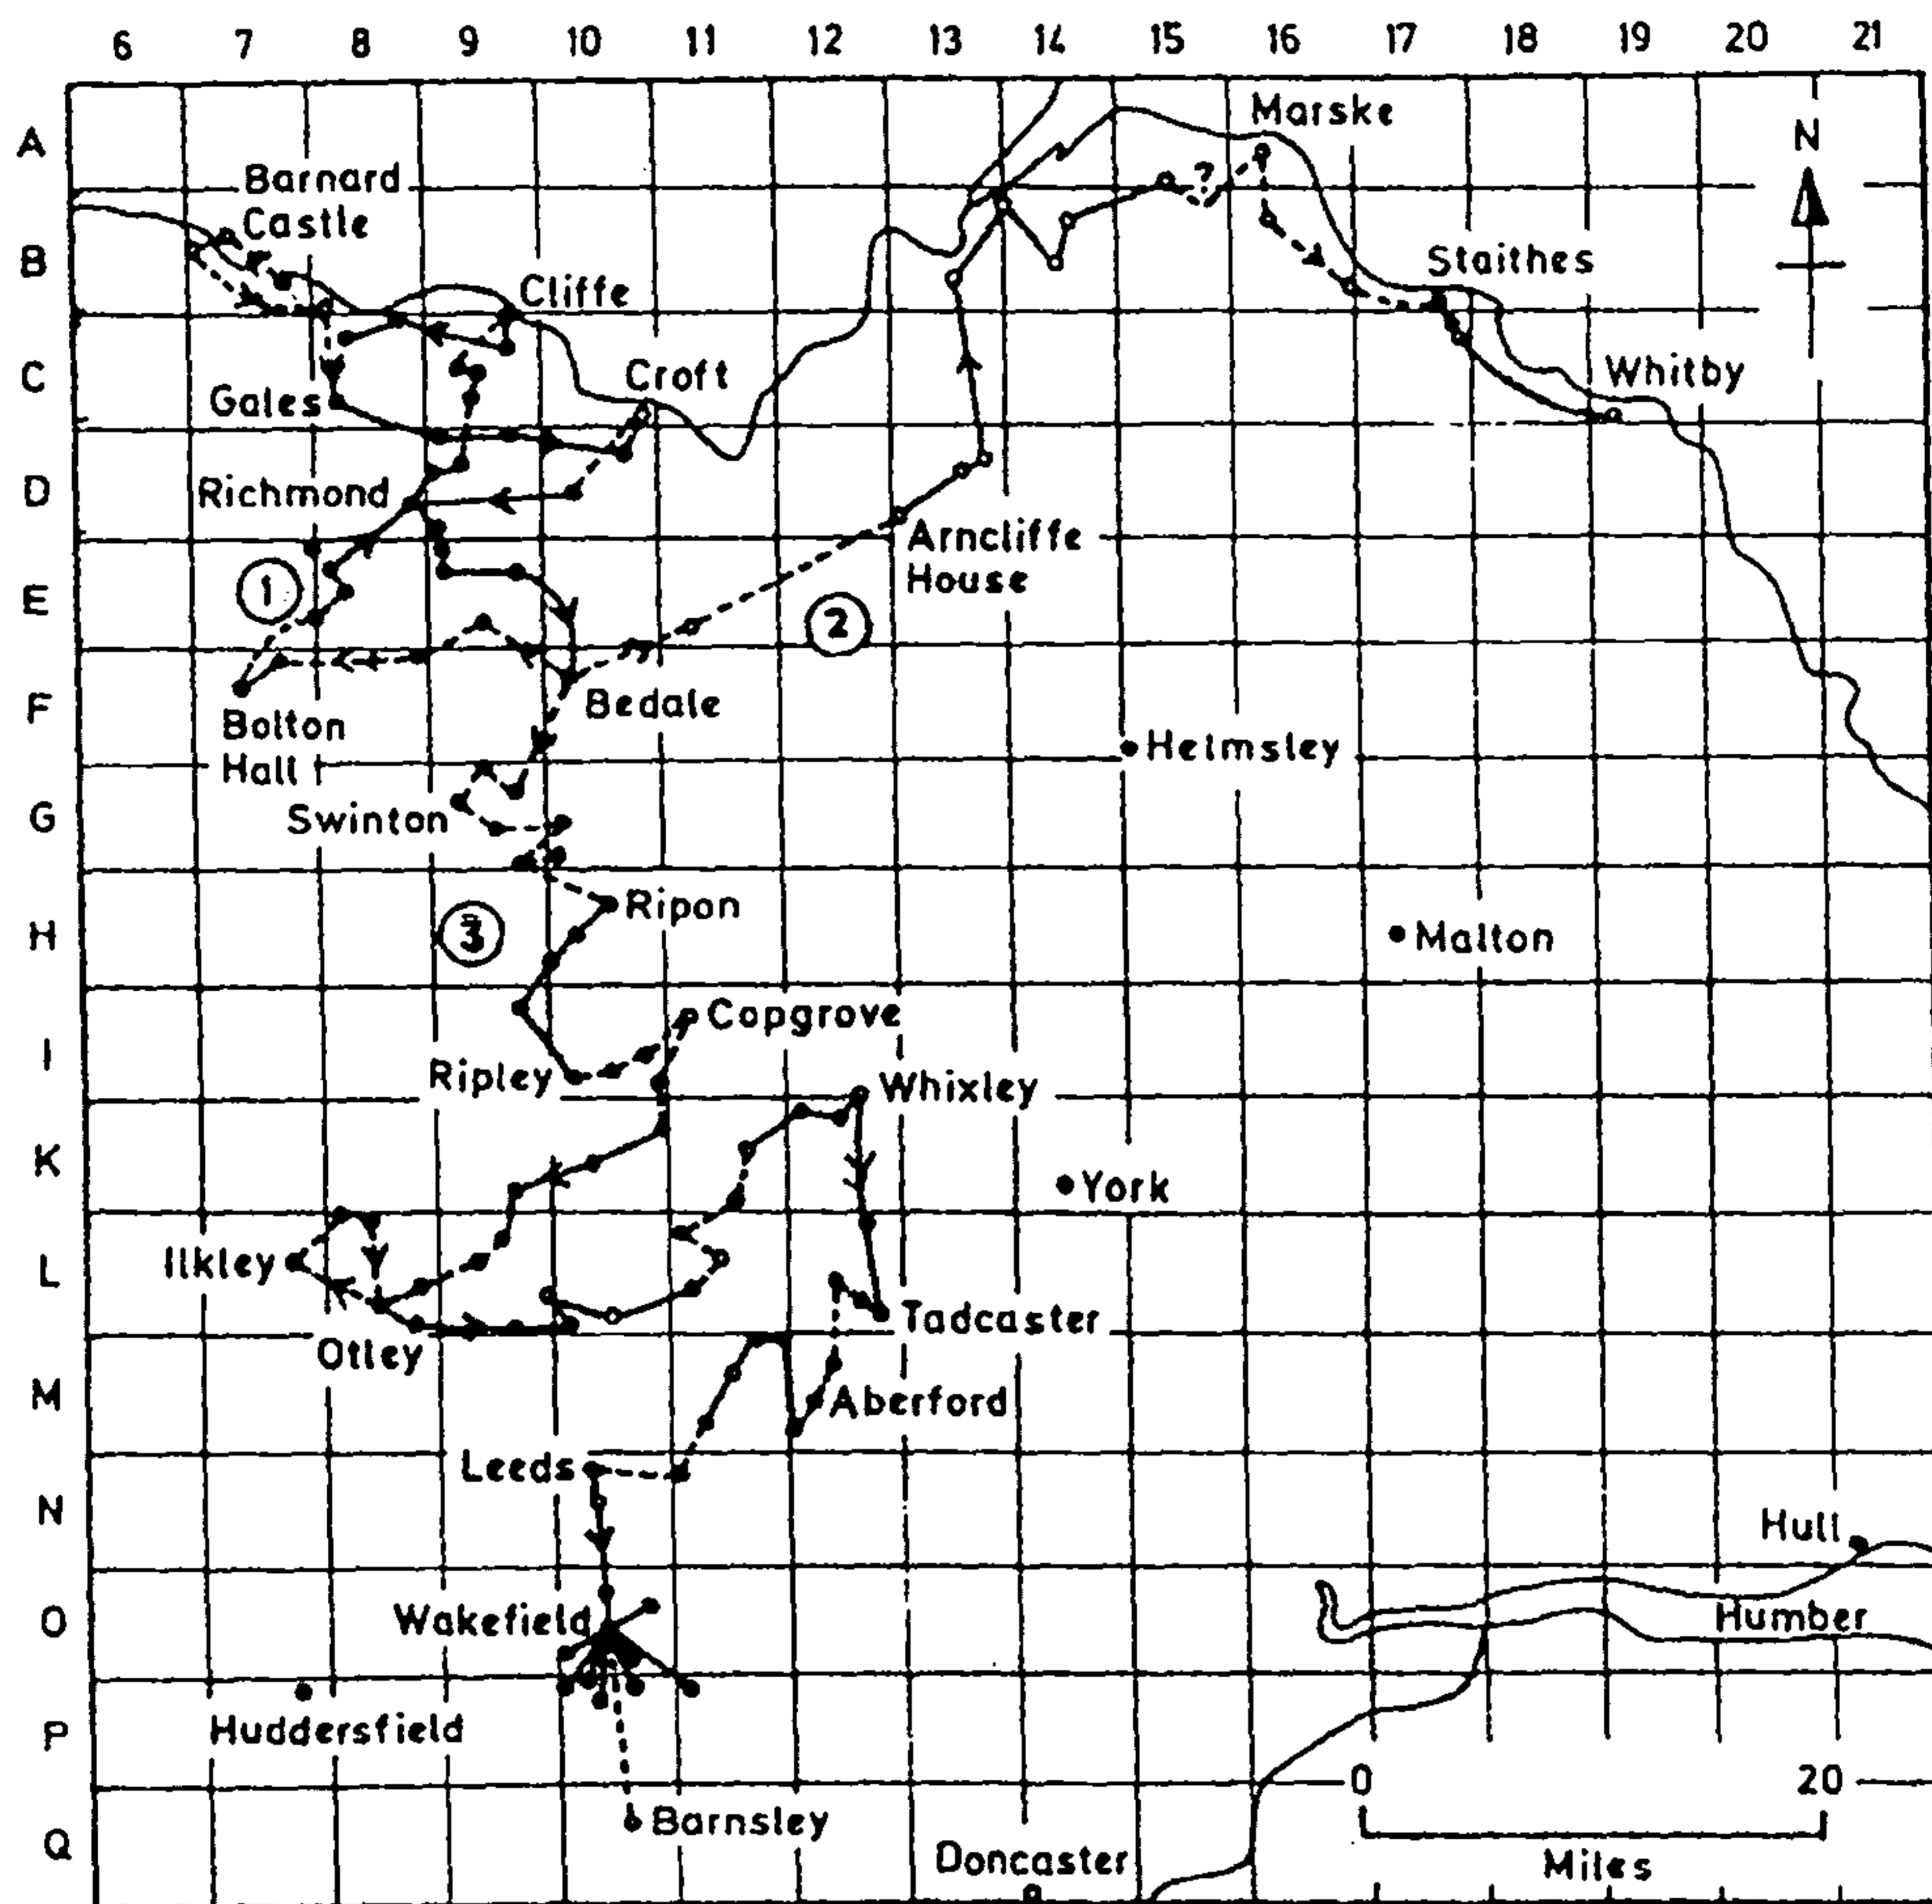 6 7 8 9 10 11 12 13 14 15 16 17 18 19 20 21
A
Marske
N
Barnard
Castle
?
B
Staithes
Cliffe
C
Croft
Whitby
Gales
D
Richmond
Arncliffe
House
E
1
2
F
Bedale
Bolton
Hall
Helmsley
G
Swinton
Ripon
H
3
Malton
Copgrove
I
Ripley
Whixley
K
York
L
Ilkley
Tadcaster
Otley
M
Aberford
Leeds
N
Hull
O
Wakefield
Humber
P
Huddersfield
0 20
Barnsley
Q
Doncaster
Miles